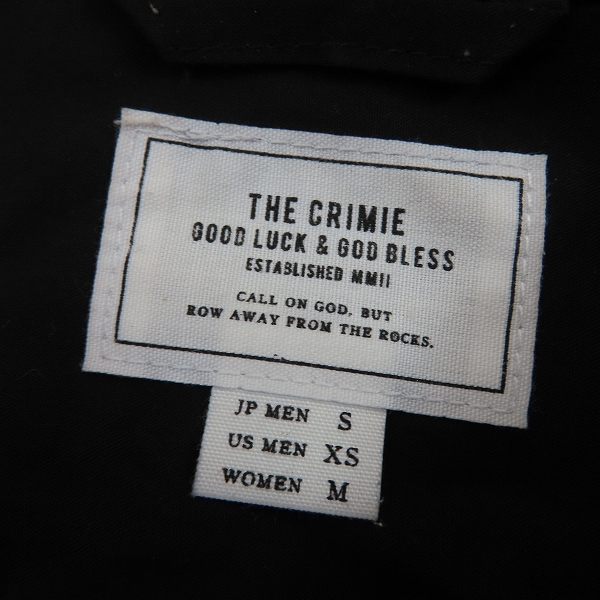 THE CRIMIE
GOOD LUCK & GOD BLESS
ESTABLISHED MMII
CALL ON GOD, BUT
ROW AWAY FROM THE ROCKS.
JP MEN S
US MEN XS
WOMEN M